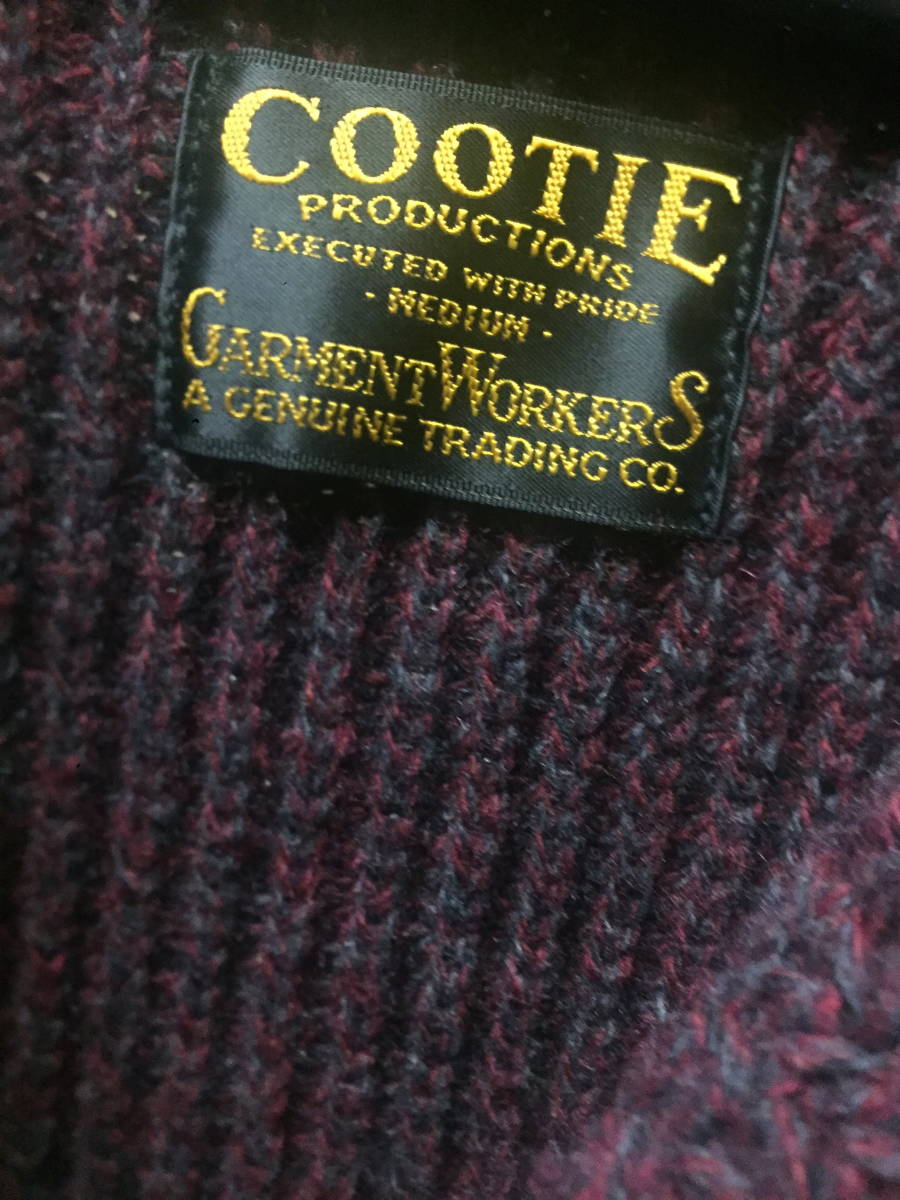 COOTIE
PRODUCTIONS
EXECUTED WITH PRIDE
- MEDIUM -
GARMENTWORKERS
A GENUINE TRADING CO.